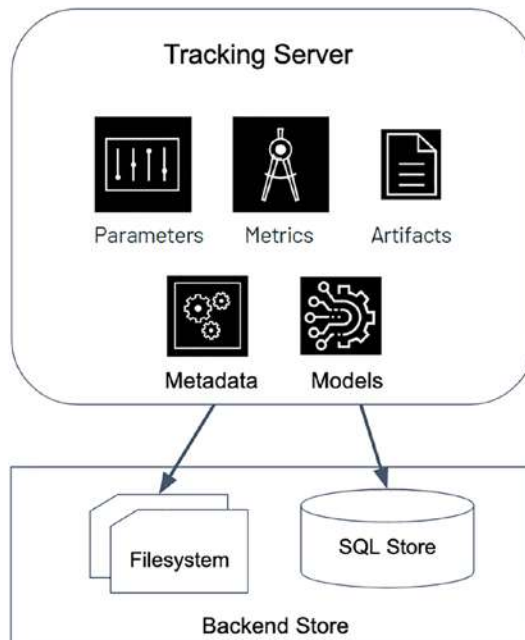 Tracking Server
Parameters Metrics Artifacts
Metadata Models
Filesystem SQL Store
Backend Store